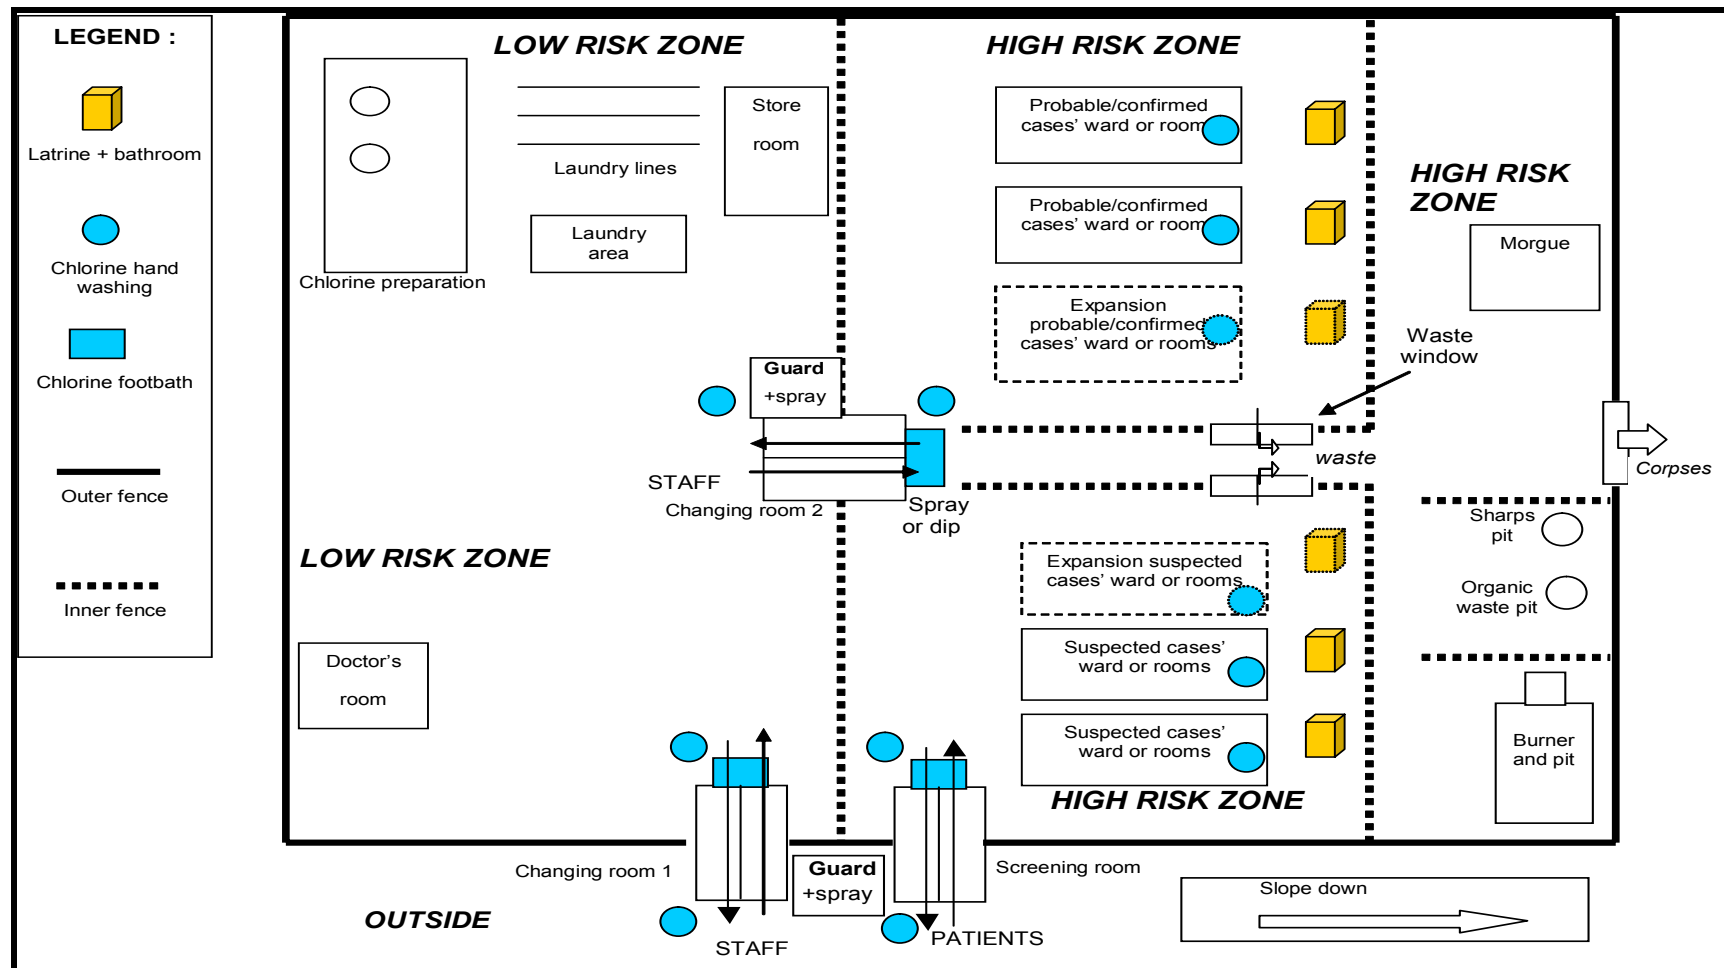 LEGEND :
Latrine + bathroom
Chlorine hand
washing
Chlorine footbath
Outer fence
Inner fence
LOW RISK ZONE
Chlorine preparation
Laundry lines
Laundry
area
Store
room
HIGH RISK ZONE
Probable/confirmed
cases' ward or rooms
Probable/confirmed
cases' ward or rooms
Expansion
probable/confirmed
cases' ward or rooms
HIGH RISK
ZONE
Morgue
Waste
window
Guard
+spray
STAFF
Changing room 2
Spray
or dip
waste
Corpses
Sharps
pit
Organic
waste pit
LOW RISK ZONE
Expansion suspected
cases' ward or rooms
Suspected cases'
ward or rooms
Suspected cases'
ward or rooms
HIGH RISK ZONE
Doctor's
room
Burner
and pit
Changing room 1
Guard
+spray
Screening room
Slope down
OUTSIDE
STAFF
PATIENTS